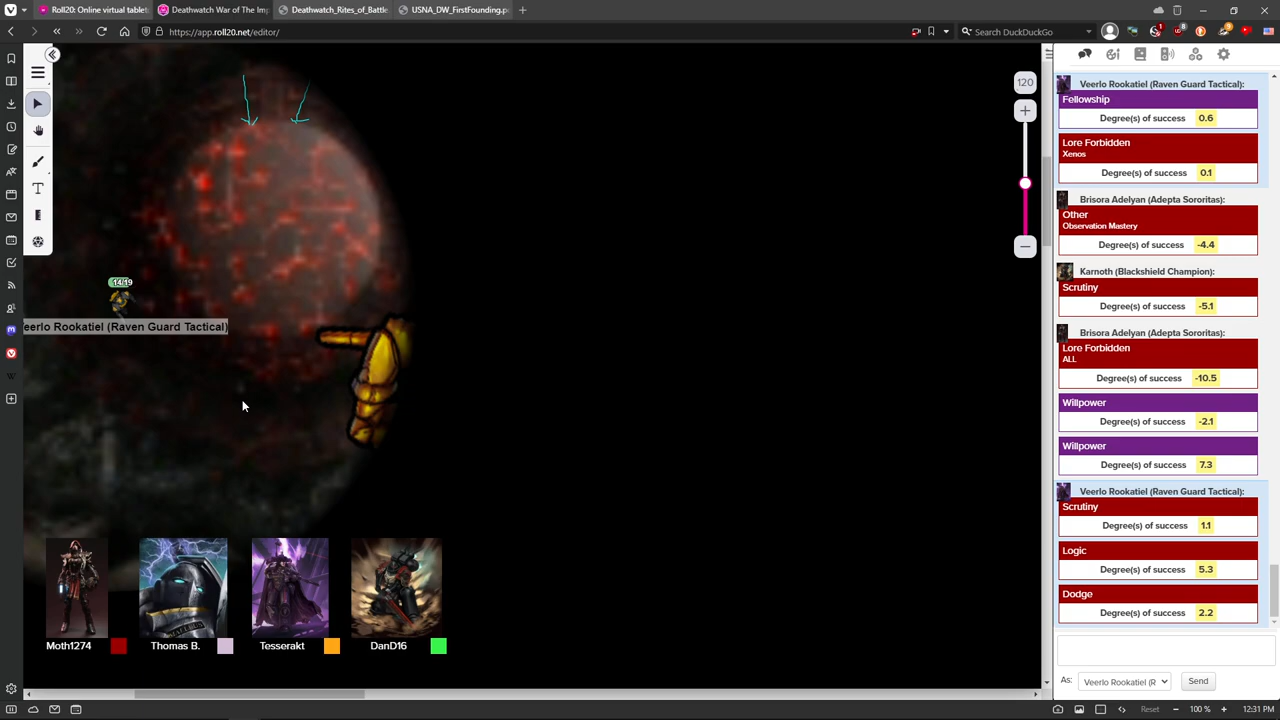 Roll20: Online virtual tablet
Deathwatch War of The Imp
Deathwatch_Rites_of_Battle
USNA_DW_FirstFounding.p
https://app.roll20.net/editor/
Search DuckDuckGo
120
14/19
eerlo Rookatiel (Raven Guard Tactical)
Moth1274
Thomas B.
Tesserakt
DanD16
Veerlo Rookatiel (Raven Guard Tactical):
Fellowship
Degree(s) of success 0.6
Lore Forbidden
Xenos
Degree(s) of success 0.1
Brisora Adelyan (Adepta Sororitas):
Other
Observation Mastery
Degree(s) of success -4.4
Karnoth (Blackshield Champion):
Scrutiny
Degree(s) of success -5.1
Brisora Adelyan (Adepta Sororitas):
Lore Forbidden
ALL
Degree(s) of success -10.5
Willpower
Degree(s) of success -2.1
Willpower
Degree(s) of success 7.3
Veerlo Rookatiel (Raven Guard Tactical):
Scrutiny
Degree(s) of success 1.1
Logic
Degree(s) of success 5.3
Dodge
Degree(s) of success 2.2
As: Veerlo Rookatiel (R Send
Reset 100 % 12:31 PM